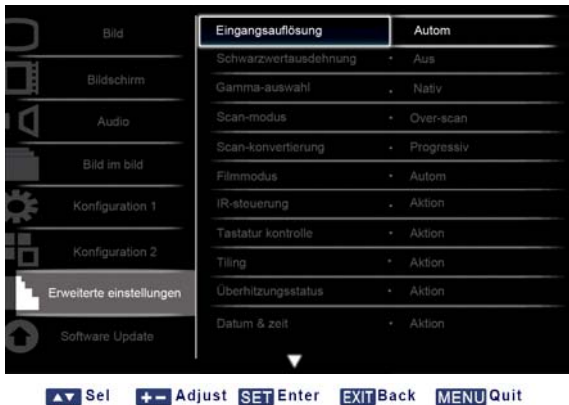 Bild
Bildschirm
Audio
Bild im bild
Konfiguration 1
Konfiguration 2
Erweiterte einstellungen
Software Update
Eingangsauflösung Autom
Schwarzwertausdehnung • Aus
Gamma-auswahl • Nativ
Scan-modus • Over-scan
Scan-konvertierung • Progressiv
Filmmodus • Autom
IR-steuerung • Aktion
Tastatur kontrolle • Aktion
Tiling • Aktion
Überhitzungsstatus • Aktion
Datum & zeit • Aktion
▲▼ Sel + − Adjust SET Enter EXIT Back MENU Quit